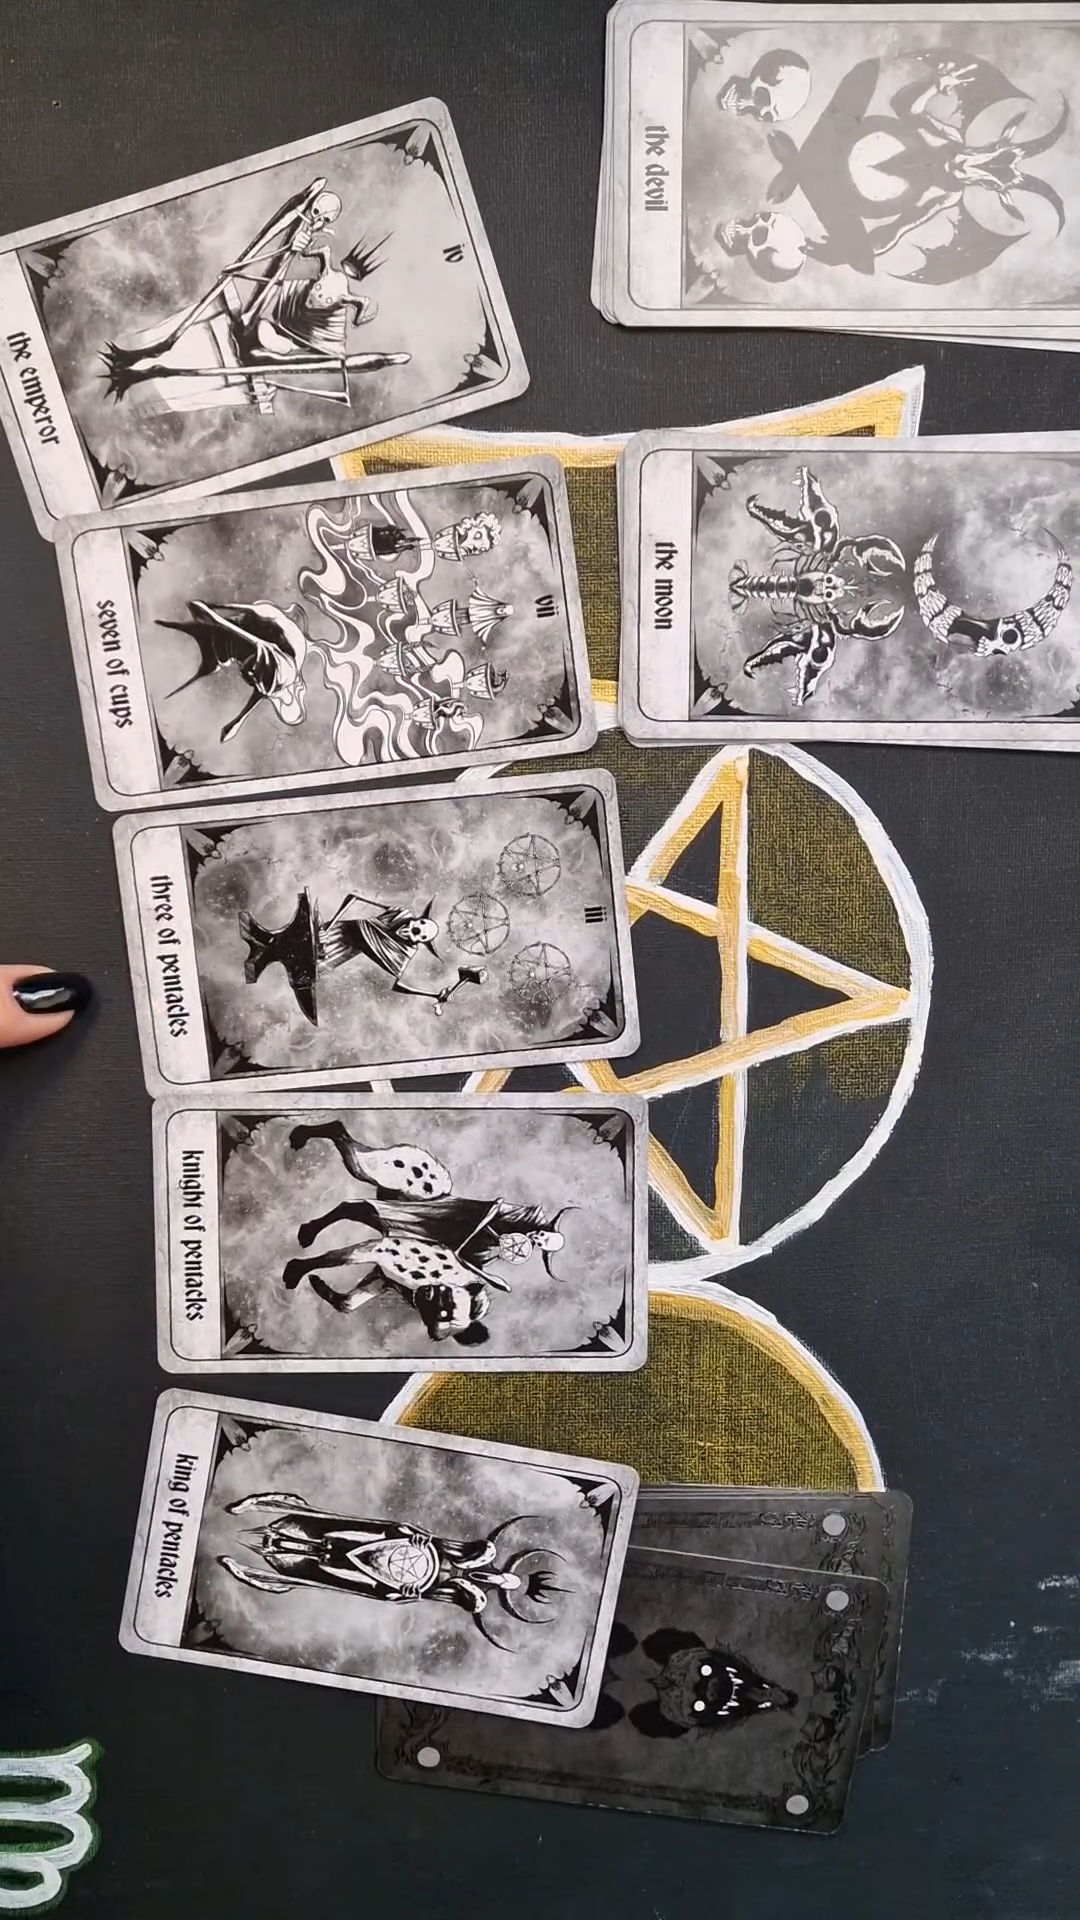 the devil
iv
the emperor
the moon
vii
seven of cups
iii
three of pentacles
knight of pentacles
king of pentacles